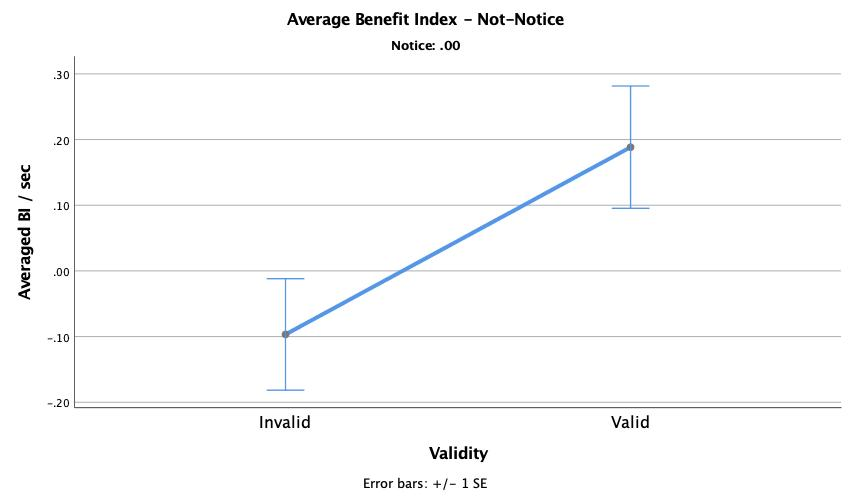 Average Benefit Index – Not–Notice
Notice: .00
Averaged BI / sec
.30
.20
.10
.00
–.10
–.20
Invalid
Valid
Validity
Error bars: +/– 1 SE